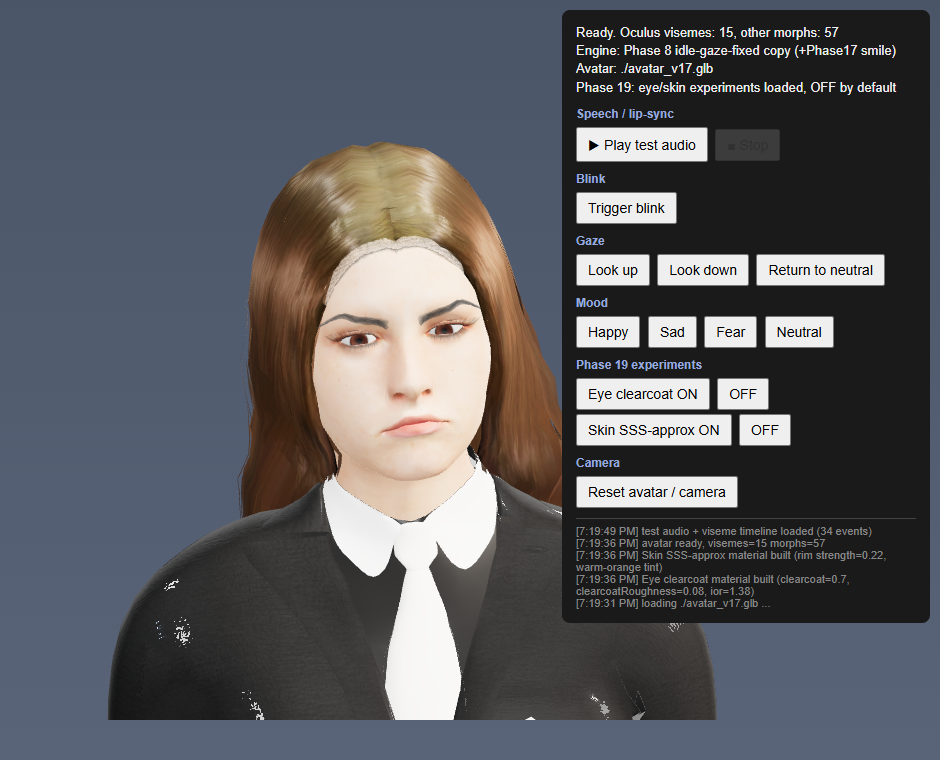 Ready. Oculus visemes: 15, other morphs: 57
Engine: Phase 8 idle-gaze-fixed copy (+Phase17 smile)
Avatar: ./avatar_v17.glb
Phase 19: eye/skin experiments loaded, OFF by default
Speech / lip-sync
▶ Play test audio ■ Stop
Blink
Trigger blink
Gaze
Look up Look down Return to neutral
Mood
Happy Sad Fear Neutral
Phase 19 experiments
Eye clearcoat ON OFF
Skin SSS-approx ON OFF
Camera
Reset avatar / camera
[7:19:49 PM] test audio + viseme timeline loaded (34 events)
[7:19:36 PM] avatar ready, visemes=15 morphs=57
[7:19:36 PM] Skin SSS-approx material built (rim strength=0.22,
warm-orange tint)
[7:19:36 PM] Eye clearcoat material built (clearcoat=0.7,
clearcoatRoughness=0.08, ior=1.38)
[7:19:31 PM] loading ./avatar_v17.glb ...